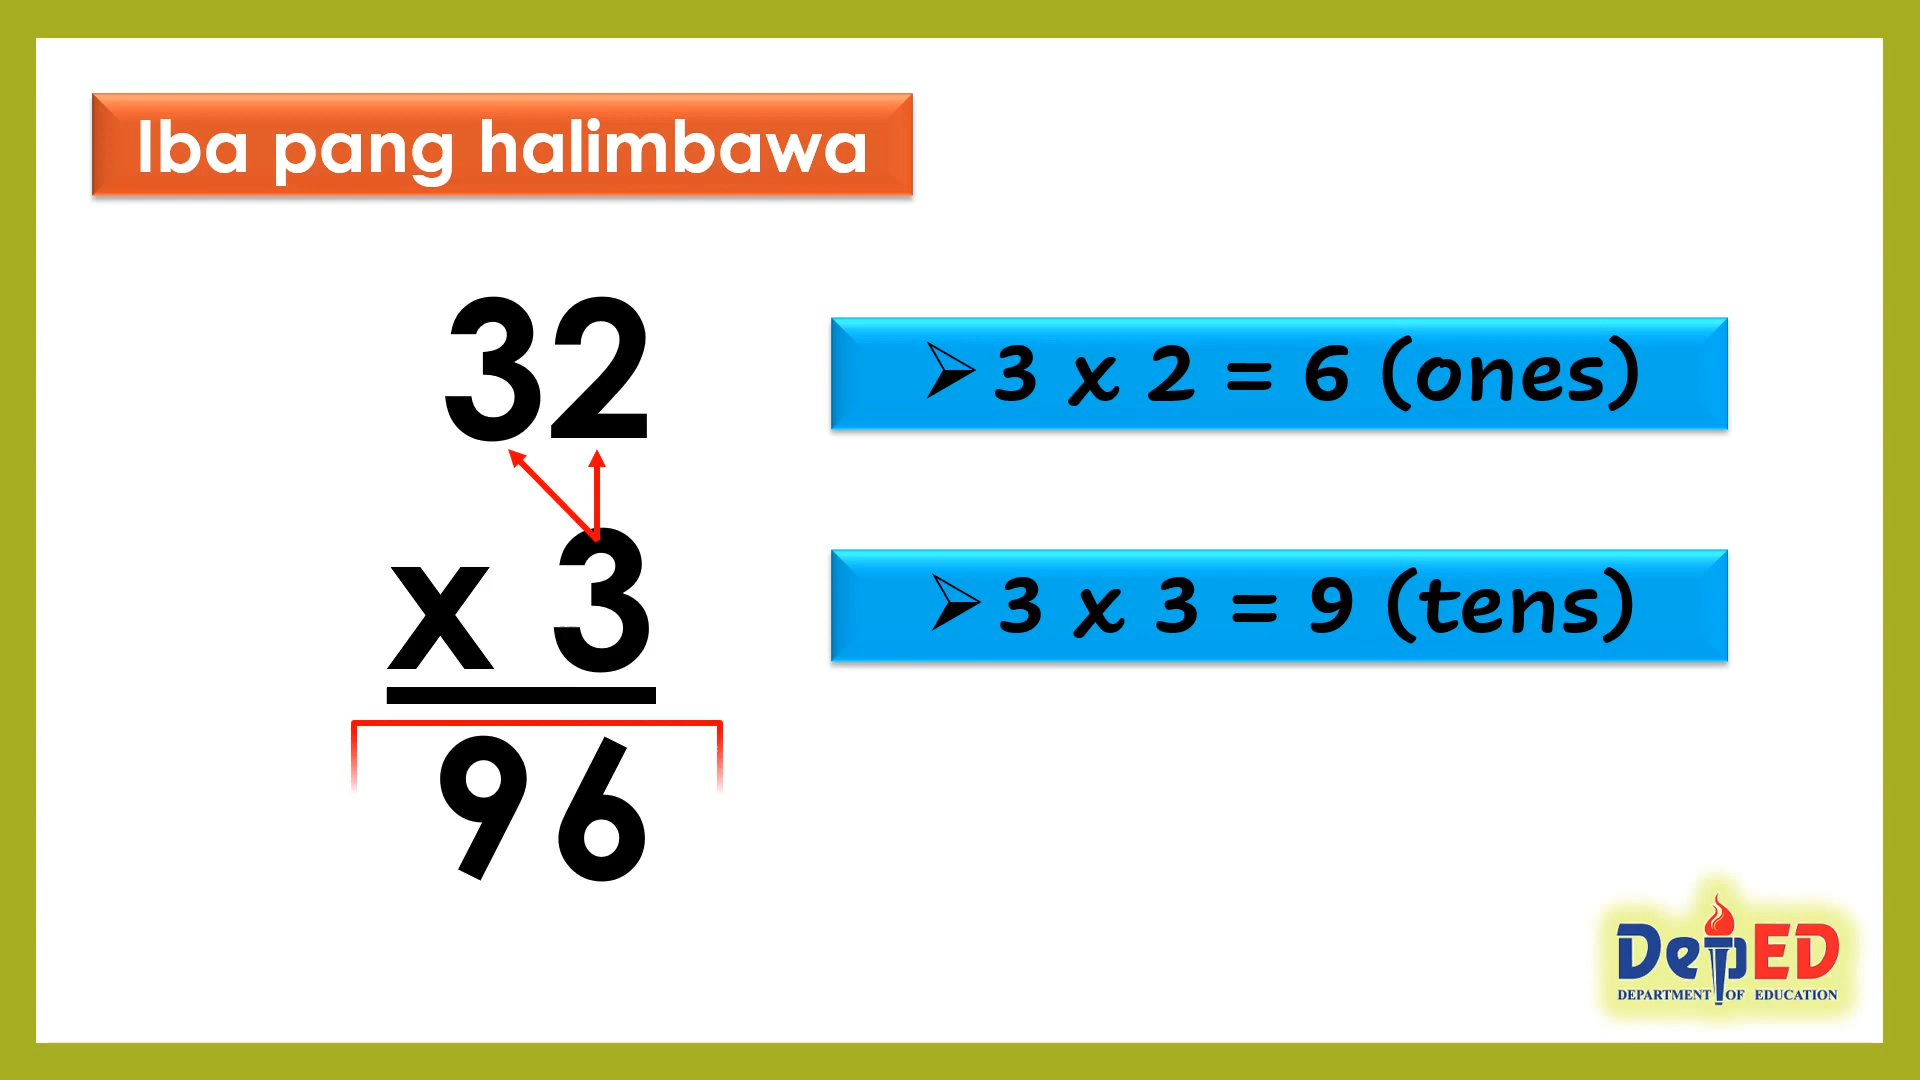 Iba pang halimbawa
32
x 3
96
➢ 3 x 2 = 6 (ones)
➢ 3 x 3 = 9 (tens)
DepED
DEPARTMENT OF EDUCATION